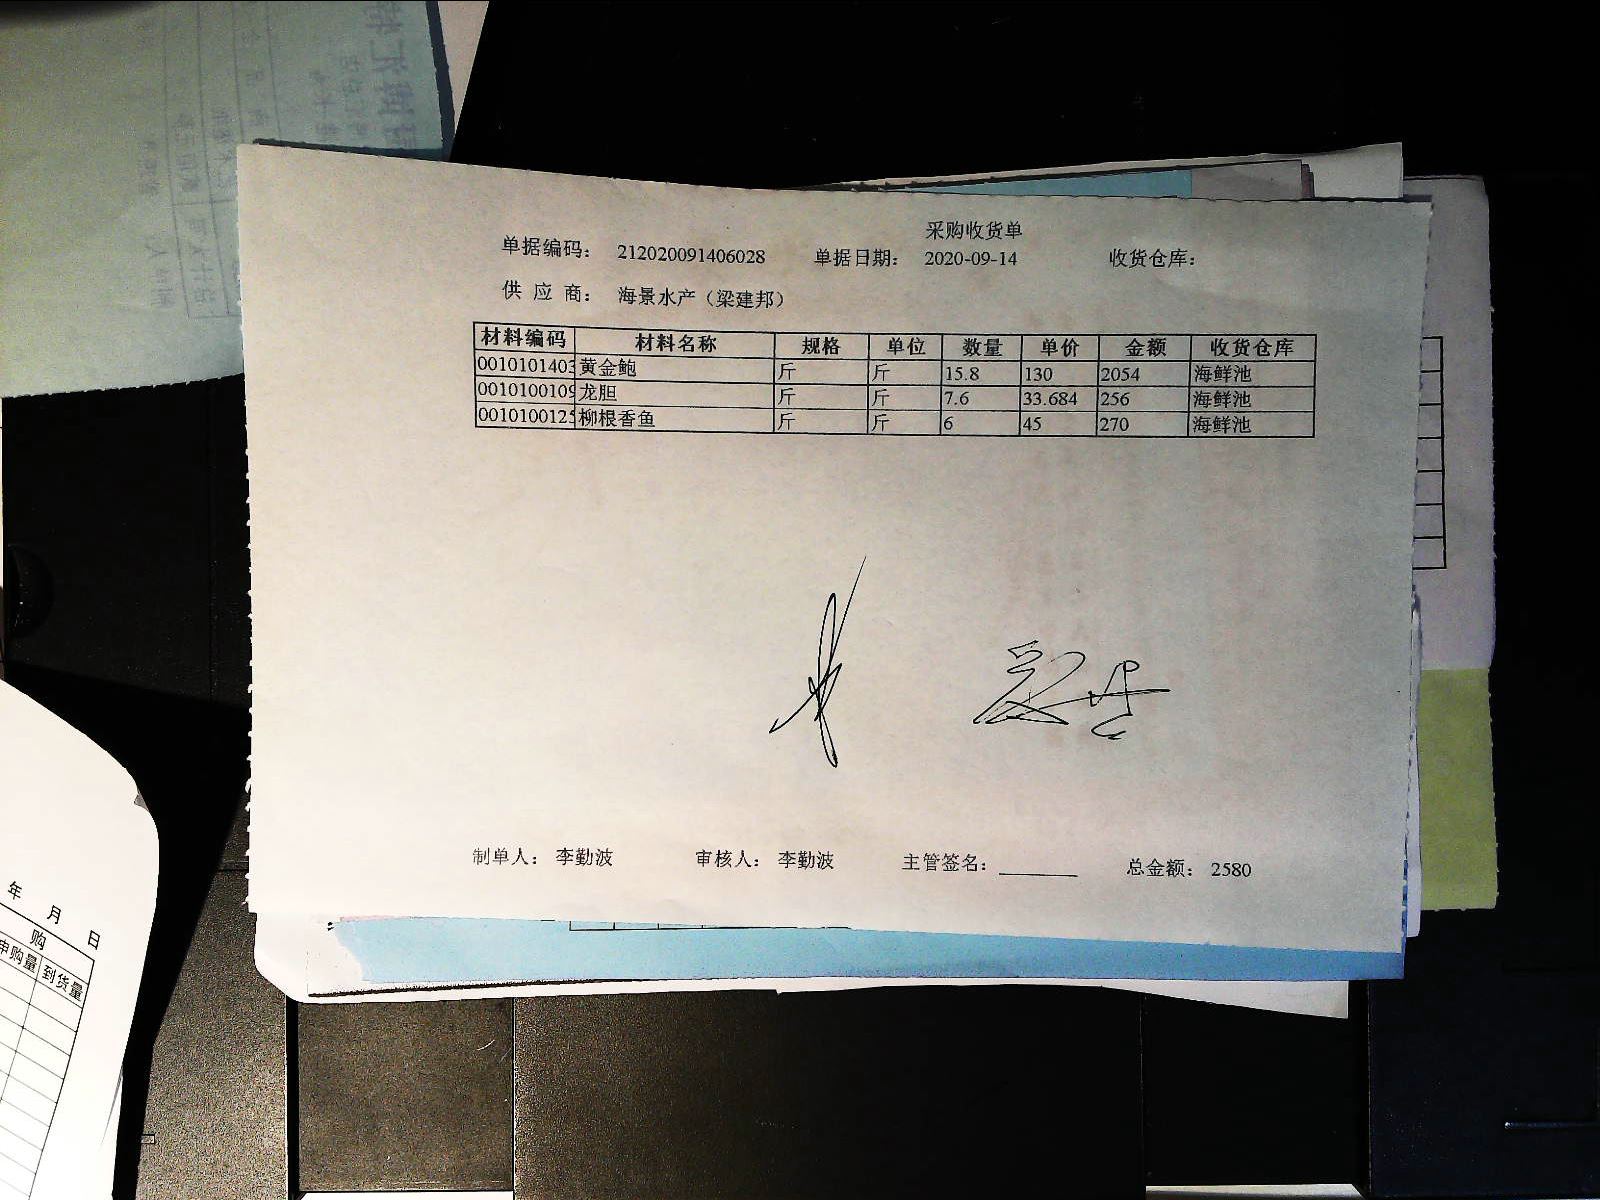 采购收货单
单据编码： 212020091406028 单据日期： 2020-09-14 收货仓库：
供 应 商： 海景水产（梁建邦）
材料编码 材料名称 规格 单位 数量 单价 金额 收货仓库
0010101403 黄金鲍 斤 斤 15.8 130 2054 海鲜池
0010100109 龙胆 斤 斤 7.6 33.684 256 海鲜池
0010100125 柳根香鱼 斤 斤 6 45 270 海鲜池
制单人： 李勤波 审核人： 李勤波 主管签名： 总金额： 2580
年 月 日
购
申购量 到货量